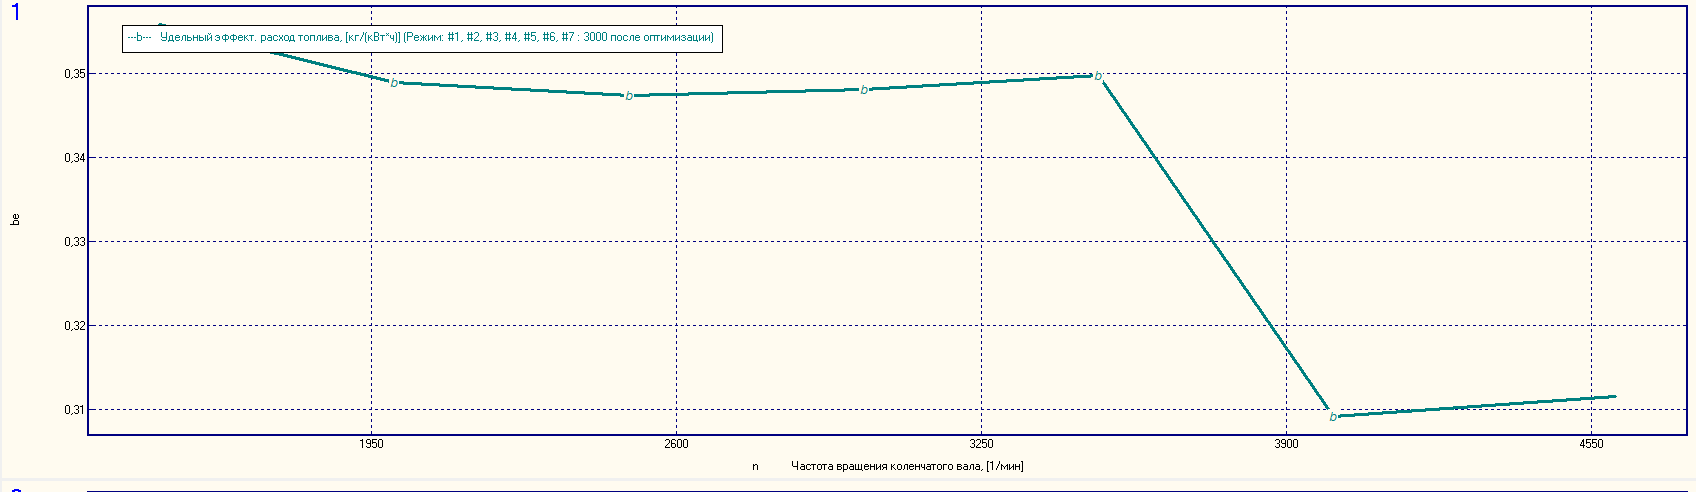 1
---b--- Удельный эффект. расход топлива, [кг/(кВт*ч)] (Режим: #1, #2, #3, #4, #5, #6, #7 : 3000 после оптимизации)
0,35
b b b b b
0,34
be
0,33
0,32
0,31
b
1950 2600 3250 3900 4550
n Частота вращения коленчатого вала, [1/мин]